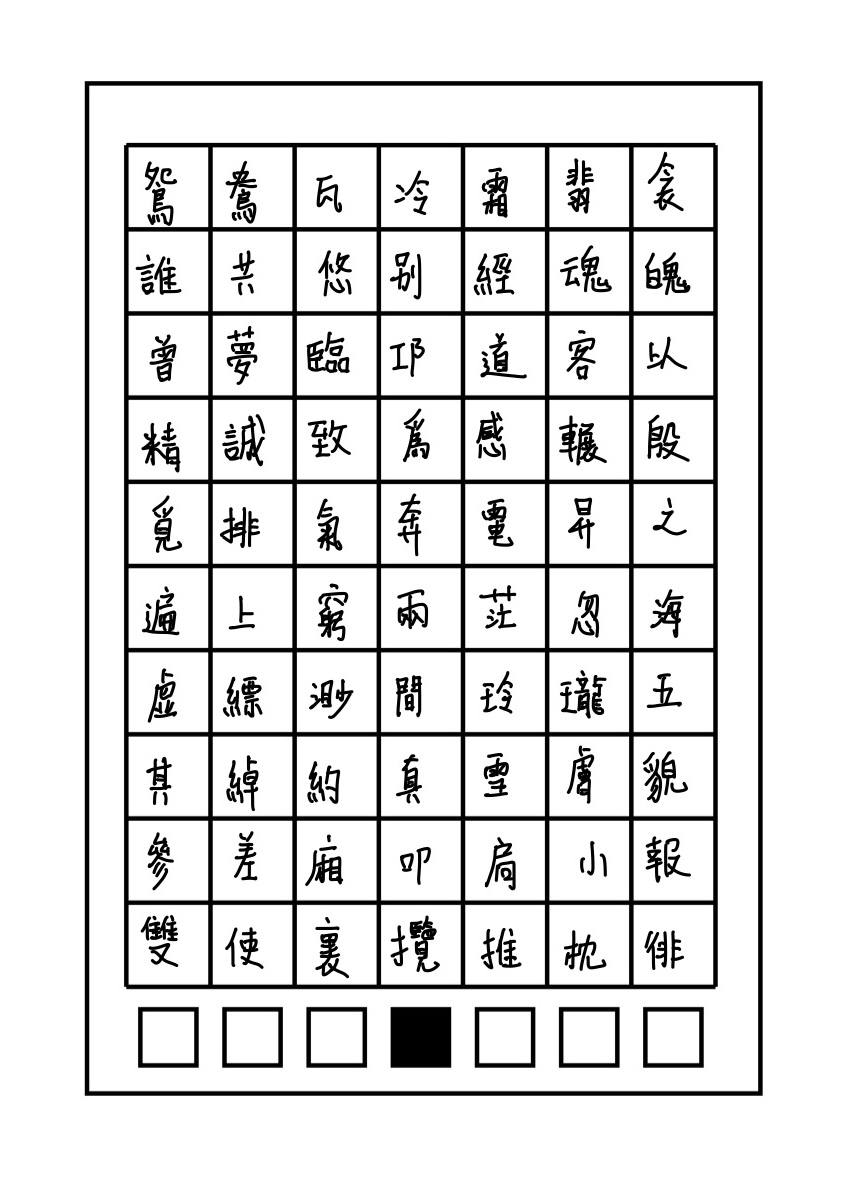 鴛鴦瓦冷霜翡衾
誰共悠別經魂魄
曾夢臨邛道客以
精誠致為感輾殷
覓排氣奔電昇之
遍上窮兩茫忽海
虛縹渺間玲瓏五
其綽約真雪膚貌
參差廂叩扃小報
雙使裏攬推枕徘